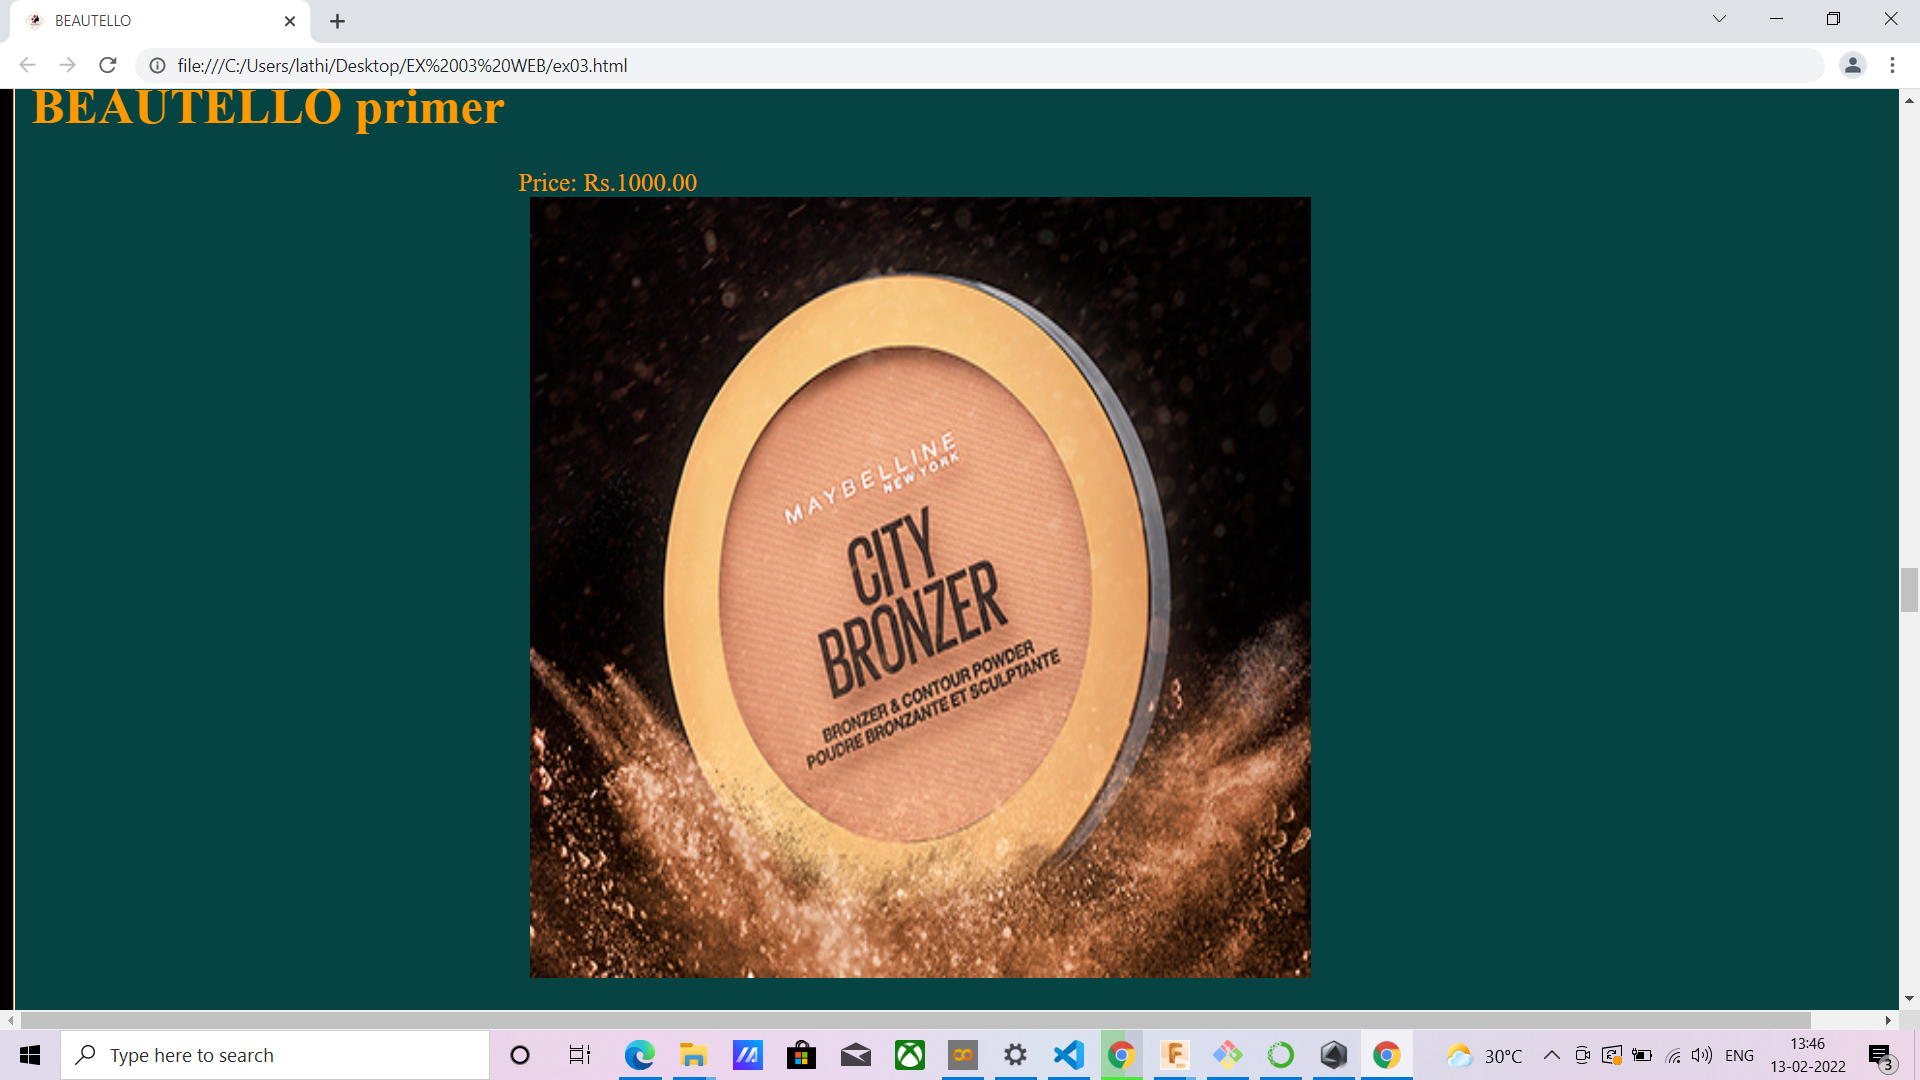 BEAUTELLO
file:///C:/Users/lathi/Desktop/EX%2003%20WEB/ex03.html
BEAUTELLO primer
Price: Rs.1000.00
MAYBELLINE
NEW YORK
CITY
BRONZER
BRONZER & CONTOUR POWDER
POUDRE BRONZANTE ET SCULPTANTE
Type here to search
30°C
ENG
13:46
13-02-2022
3